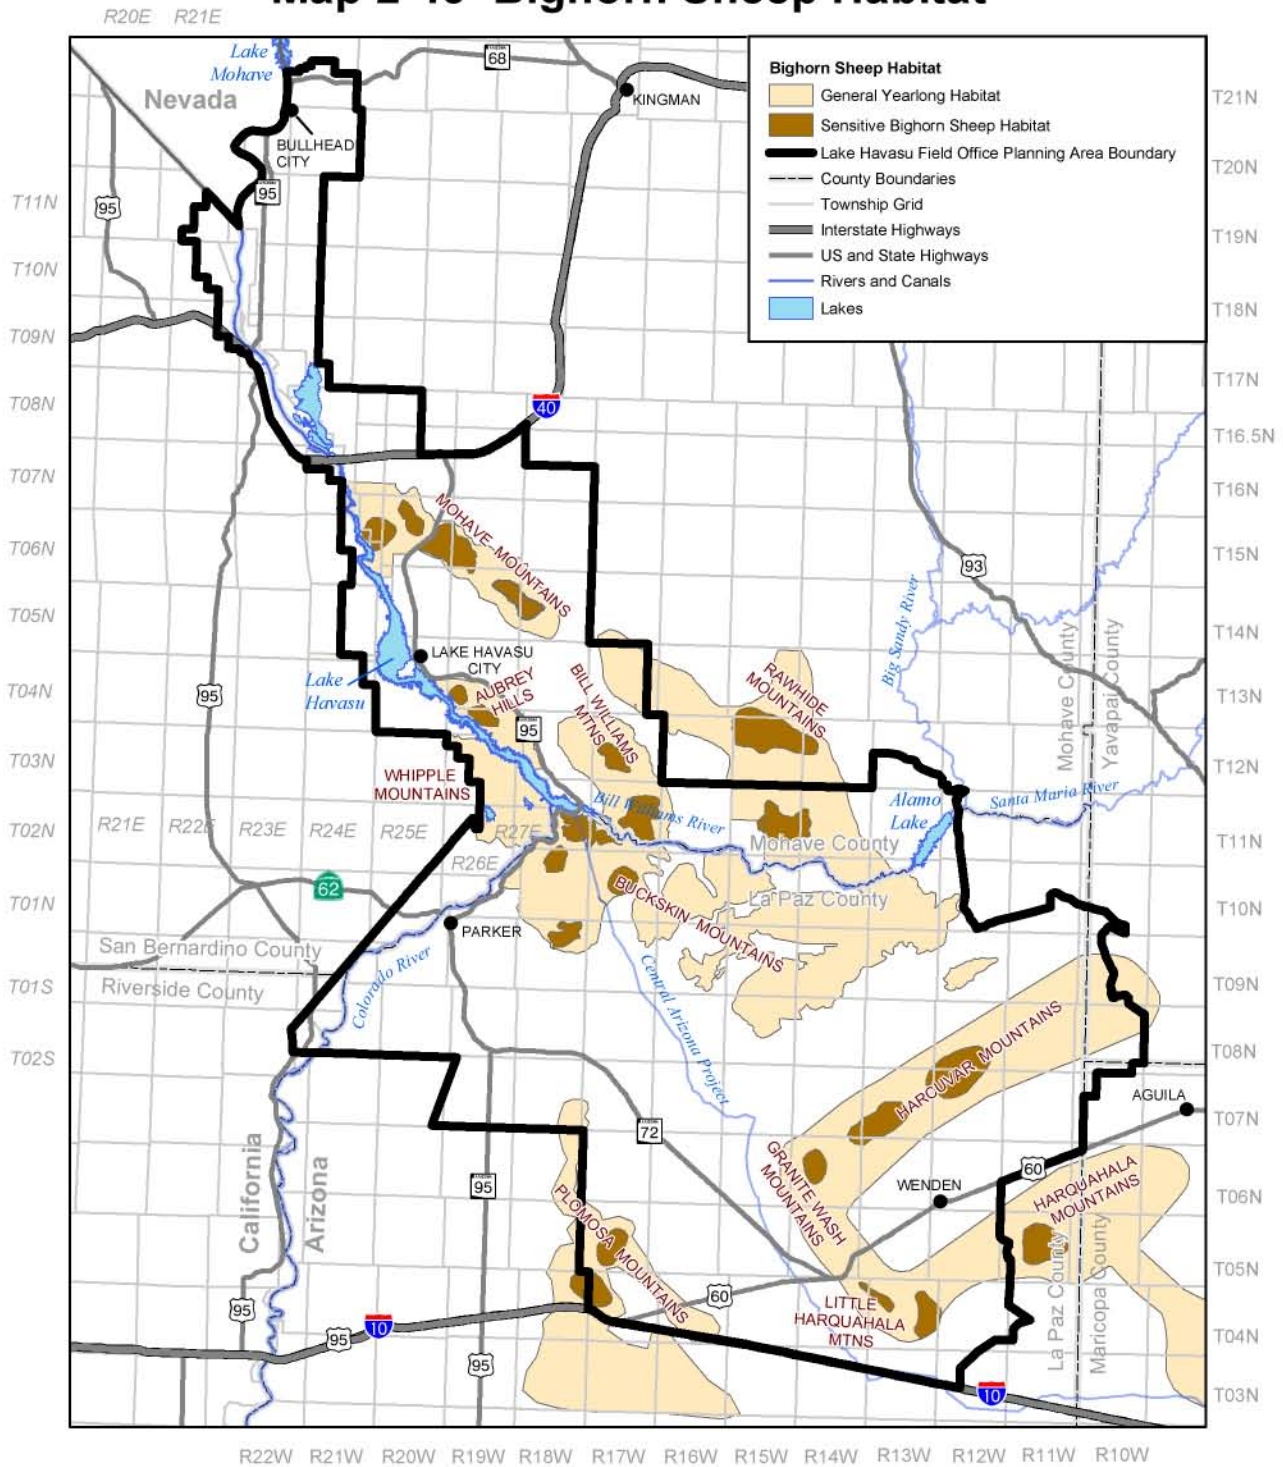 R20E R21E
Lake
Mohave
68
Nevada
KINGMAN
BULLHEAD
CITY
95
95
Bighorn Sheep Habitat
General Yearlong Habitat
Sensitive Bighorn Sheep Habitat
Lake Havasu Field Office Planning Area Boundary
County Boundaries
Township Grid
Interstate Highways
US and State Highways
Rivers and Canals
Lakes
T11N
T10N
T09N
T08N
T07N
T06N
T05N
T04N
T03N
T02N
T01N
T01S
T02S
T21N
T20N
T19N
T18N
T17N
T16.5N
T16N
T15N
T14N
T13N
T12N
T11N
T10N
T09N
T08N
T07N
T06N
T05N
T04N
T03N
40
MOHAVE MOUNTAINS
93
Big Sandy River
Mohave County
Yavapai County
LAKE HAVASU
CITY
Lake
Havasu
95
AUBREY
HILLS
95
BILL WILLIAMS
MTNS
RAWHIDE
MOUNTAINS
WHIPPLE
MOUNTAINS
Bill Williams River
Alamo
Lake
Santa Maria River
R21E R22E R23E R24E R25E R27E
R26E
Mohave County
La Paz County
62
BUCKSKIN MOUNTAINS
PARKER
San Bernardino County
Riverside County
Colorado River
Central Arizona Project
HARCUVAR MOUNTAINS
AGUILA
72
California
Arizona
95
GRANITE WASH
MOUNTAINS
WENDEN
60
HARQUAHALA
MOUNTAINS
PLOMOSA MOUNTAINS
La Paz County
Maricopa County
60
LITTLE
HARQUAHALA
MTNS
95
95
10
95
10
R22W R21W R20W R19W R18W R17W R16W R15W R14W R13W R12W R11W R10W